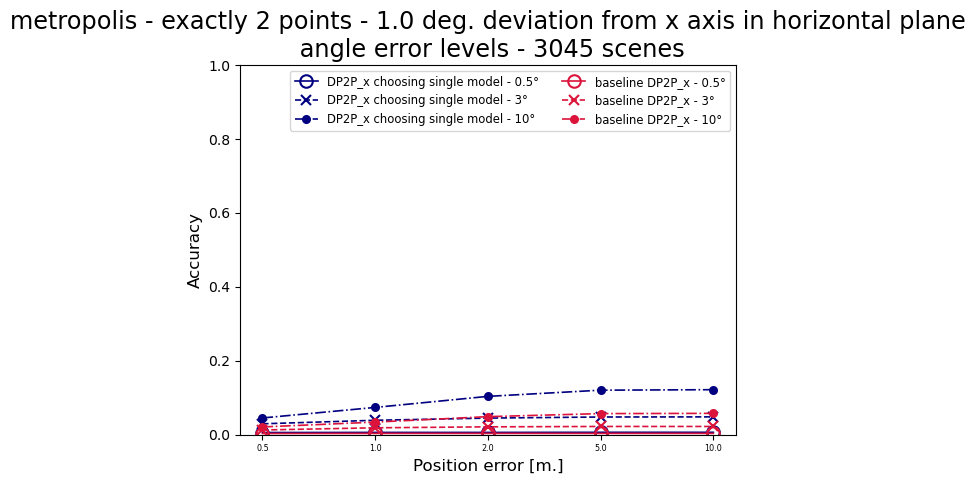 metropolis - exactly 2 points - 1.0 deg. deviation from x axis in horizontal plane
angle error levels - 3045 scenes
DP2P_x choosing single model - 0.5°
DP2P_x choosing single model - 3°
DP2P_x choosing single model - 10°
baseline DP2P_x - 0.5°
baseline DP2P_x - 3°
baseline DP2P_x - 10°
Accuracy
1.0
0.8
0.6
0.4
0.2
0.0
0.5
1.0
2.0
5.0
10.0
Position error [m.]